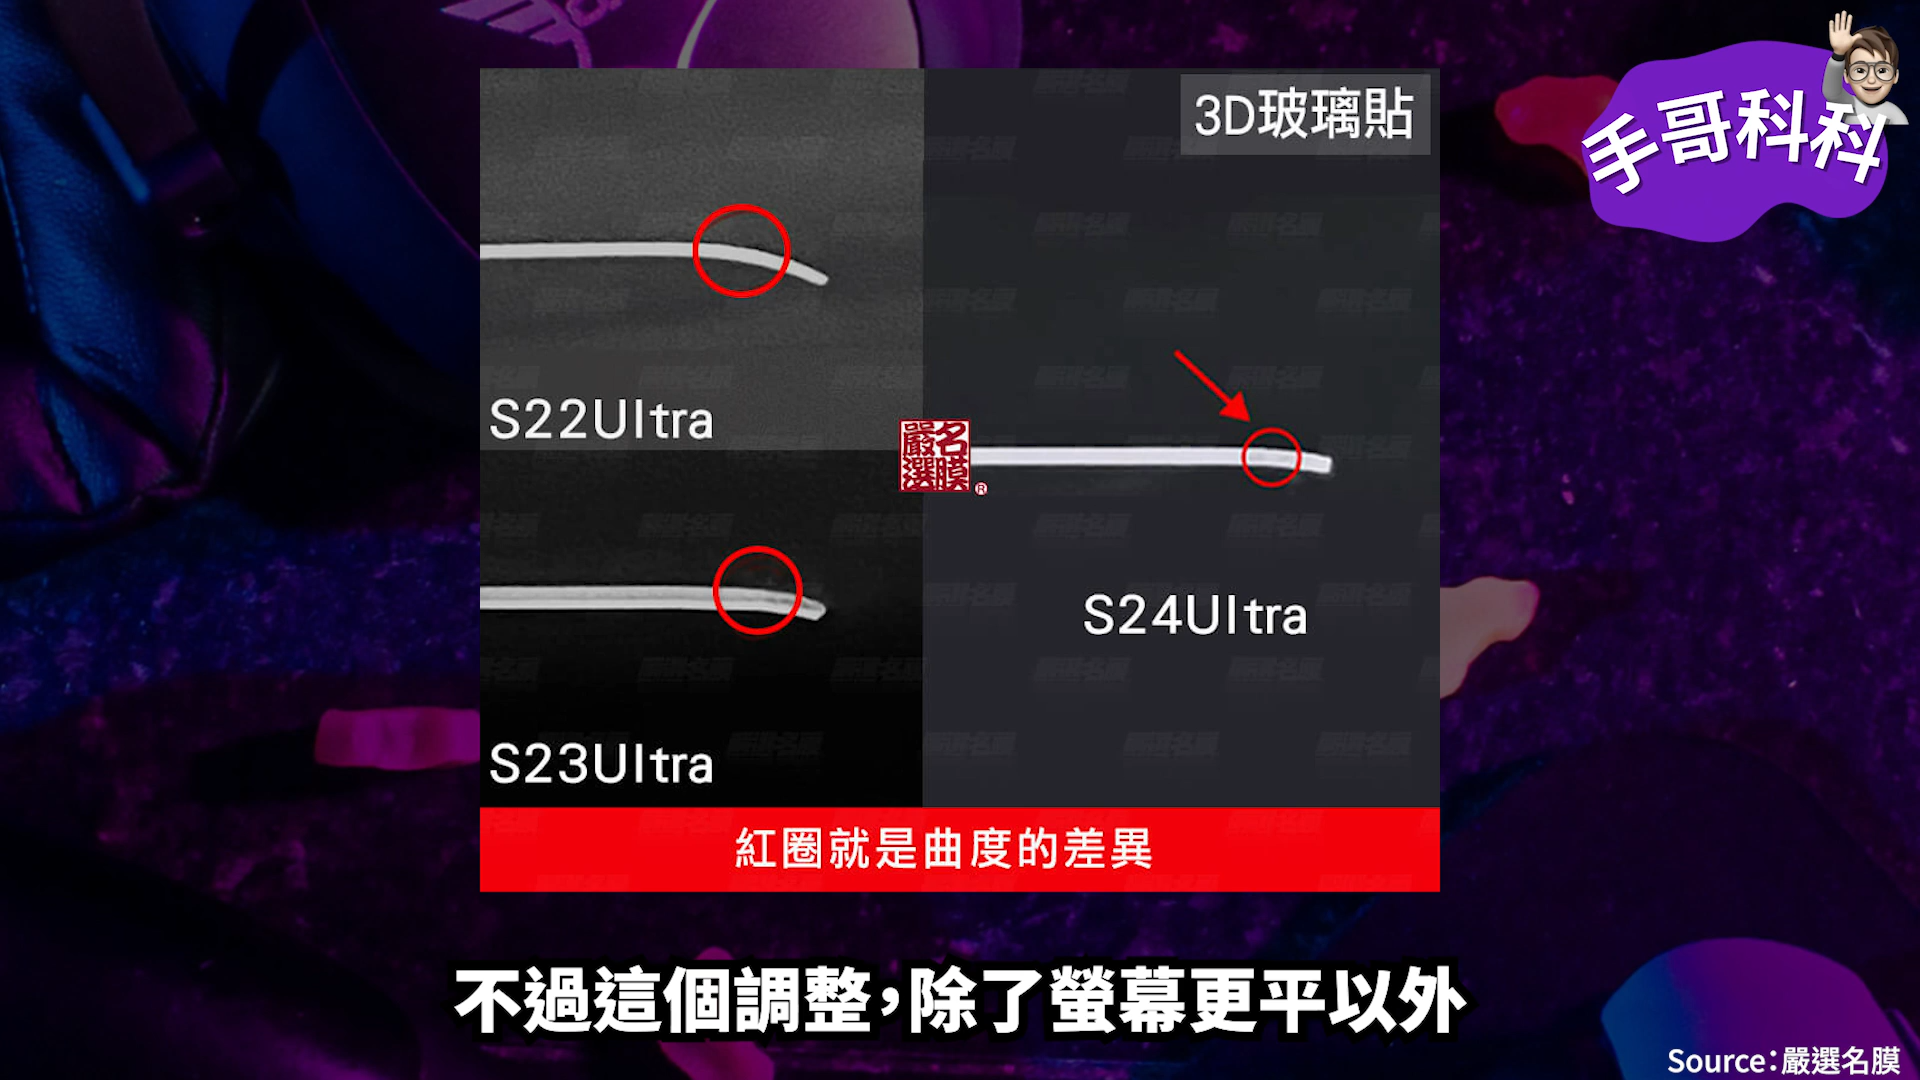 3D玻璃貼
手哥科科
S22Ultra
嚴選名膜
®
S24Ultra
S23Ultra
紅圈就是曲度的差異
不過這個調整,除了螢幕更平以外
Source:嚴選名膜